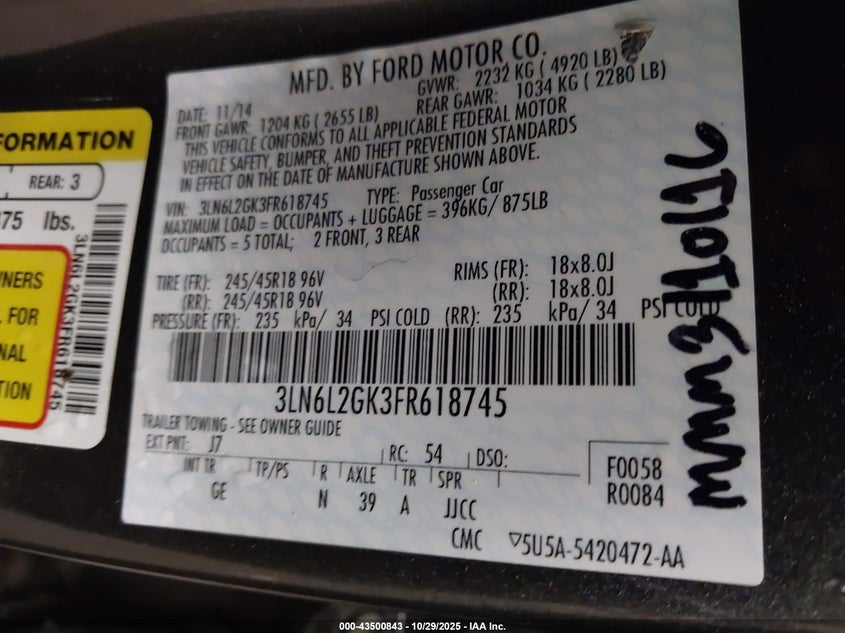 MFD. BY FORD MOTOR CO.
DATE: 11/14
GVWR: 2232 KG ( 4920 LB)
FRONT GAWR: 1204 KG ( 2655 LB)
REAR GAWR: 1034 KG ( 2280 LB)
THIS VEHICLE CONFORMS TO ALL APPLICABLE FEDERAL MOTOR
VEHICLE SAFETY, BUMPER, AND THEFT PREVENTION STANDARDS
IN EFFECT ON THE DATE OF MANUFACTURE SHOWN ABOVE.
VIN: 3LN6L2GK3FR618745 TYPE: Passenger Car
MAXIMUM LOAD = OCCUPANTS + LUGGAGE = 396KG/ 875LB
OCCUPANTS = 5 TOTAL; 2 FRONT, 3 REAR
TIRE (FR): 245/45R18 96V RIMS (FR): 18x8.0J
(RR): 245/45R18 96V (RR): 18x8.0J
PRESSURE (FR): 235 kPa/ 34 PSI COLD (RR): 235 kPa/ 34 PSI COLD
3LN6L2GK3FR618745
TRAILER TOWING - SEE OWNER GUIDE
EXT PNT: J7 RC: 54 DSO:
INT TR TP/PS R AXLE TR SPR
GE N 39 A JJCC
F0058
R0084
CMC ▽5U5A-5420472-AA
FORMATION
REAR: 3
75 lbs.
WNERS
FOR
NAL
TION
3LN6L2GK3FR618745
000-43500843 - 10/29/2025 - IAA Inc.